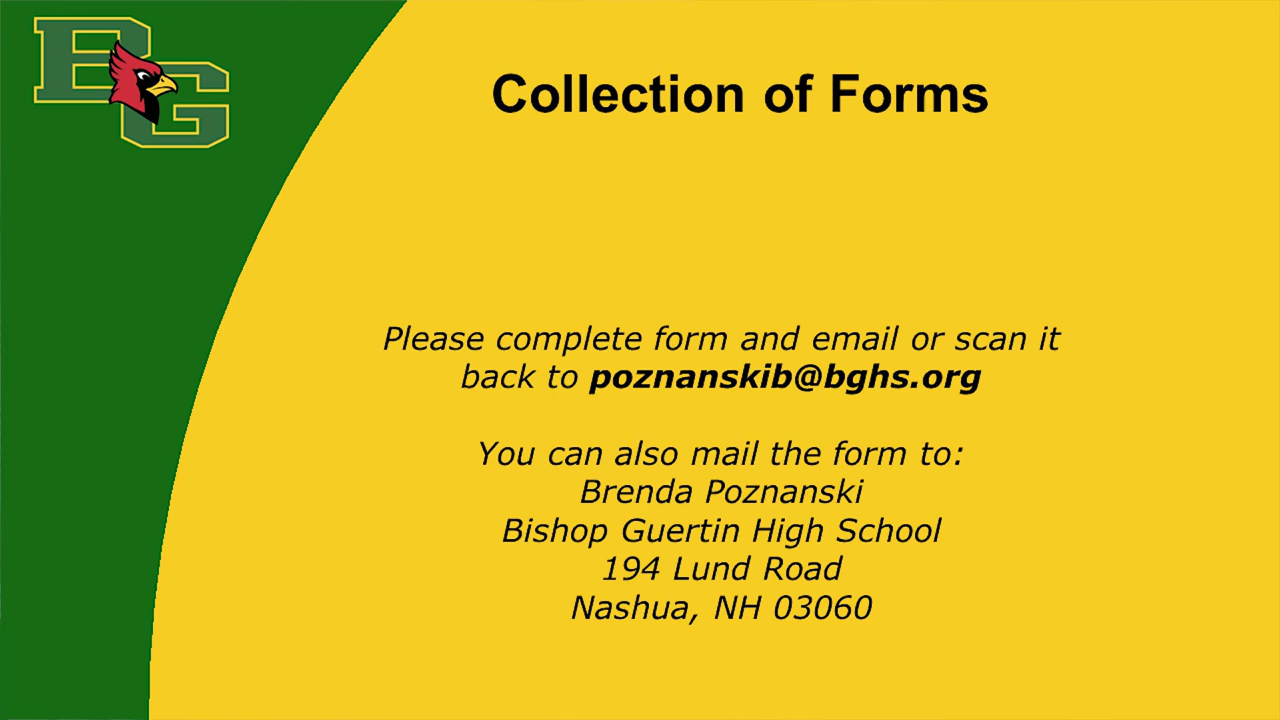 BG
Collection of Forms
Please complete form and email or scan it
back to poznanskib@bghs.org
You can also mail the form to:
Brenda Poznanski
Bishop Guertin High School
194 Lund Road
Nashua, NH 03060